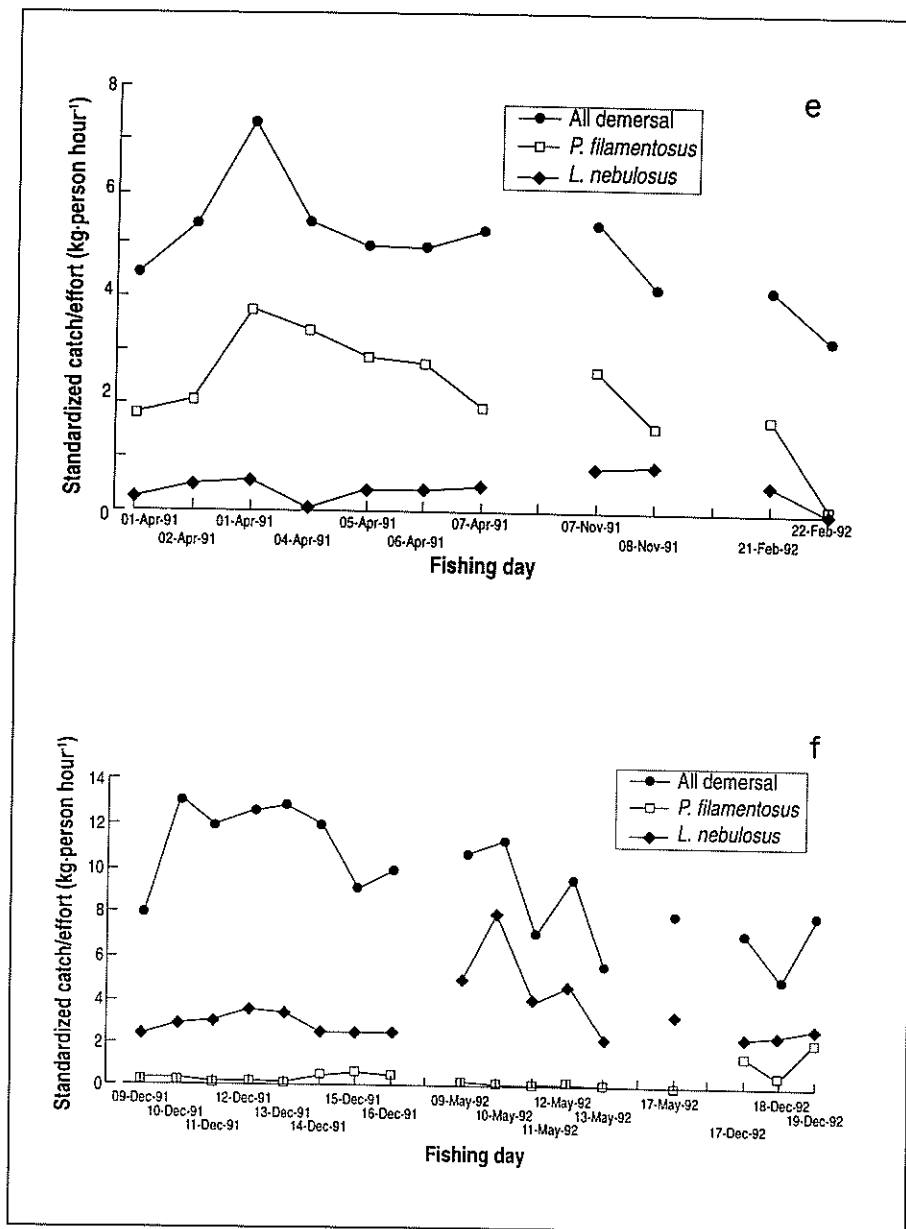 e
All demersal
P. filamentosus
L. nebulosus
Standardized catch/effort (kg·person hour⁻¹)
8
6
4
2
0
01-Apr-91
02-Apr-91
01-Apr-91
04-Apr-91
05-Apr-91
06-Apr-91
07-Apr-91
07-Nov-91
08-Nov-91
21-Feb-92
22-Feb-92
Fishing day
f
All demersal
P. filamentosus
L. nebulosus
Standardized catch/effort (kg·person hour⁻¹)
14
12
10
8
6
4
2
0
09-Dec-91
10-Dec-91
11-Dec-91
12-Dec-91
13-Dec-91
14-Dec-91
15-Dec-91
16-Dec-91
09-May-92
10-May-92
11-May-92
12-May-92
13-May-92
17-May-92
17-Dec-92
18-Dec-92
19-Dec-92
Fishing day